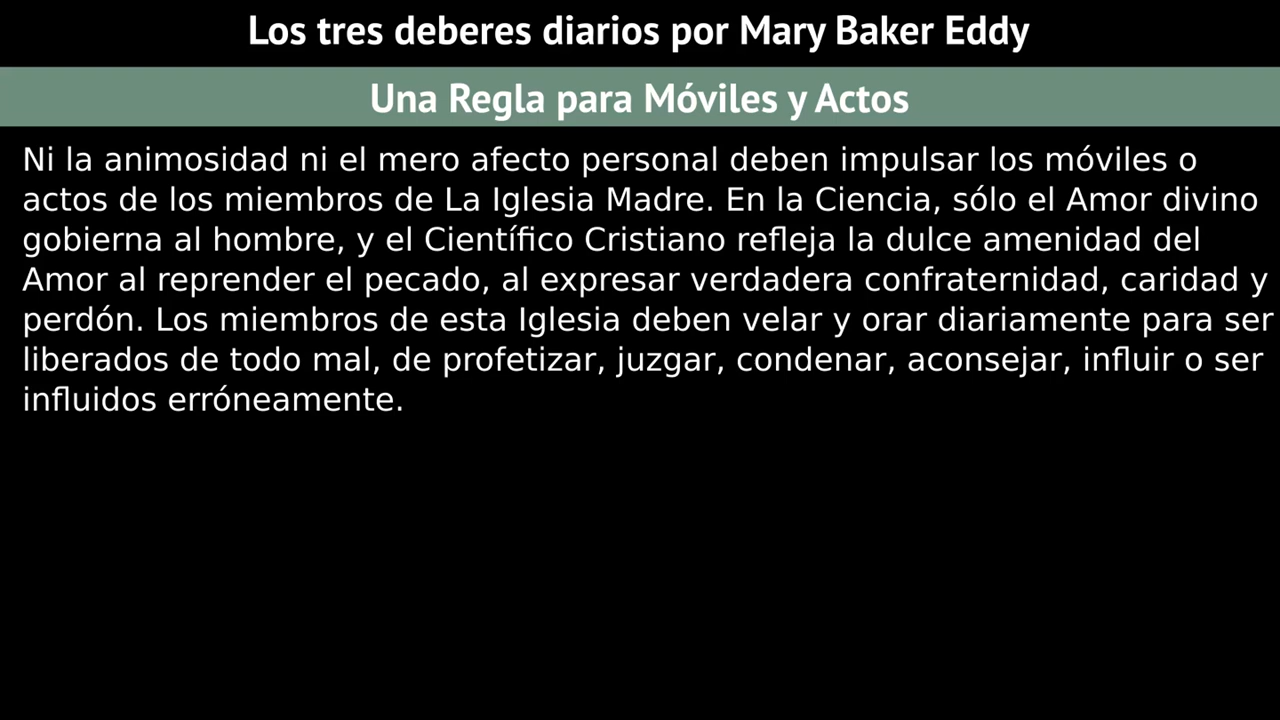 Los tres deberes diarios por Mary Baker Eddy
Una Regla para Móviles y Actos
Ni la animosidad ni el mero afecto personal deben impulsar los móviles o
actos de los miembros de La Iglesia Madre. En la Ciencia, sólo el Amor divino
gobierna al hombre, y el Científico Cristiano refleja la dulce amenidad del
Amor al reprender el pecado, al expresar verdadera confraternidad, caridad y
perdón. Los miembros de esta Iglesia deben velar y orar diariamente para ser
liberados de todo mal, de profetizar, juzgar, condenar, aconsejar, influir o ser
influidos erróneamente.